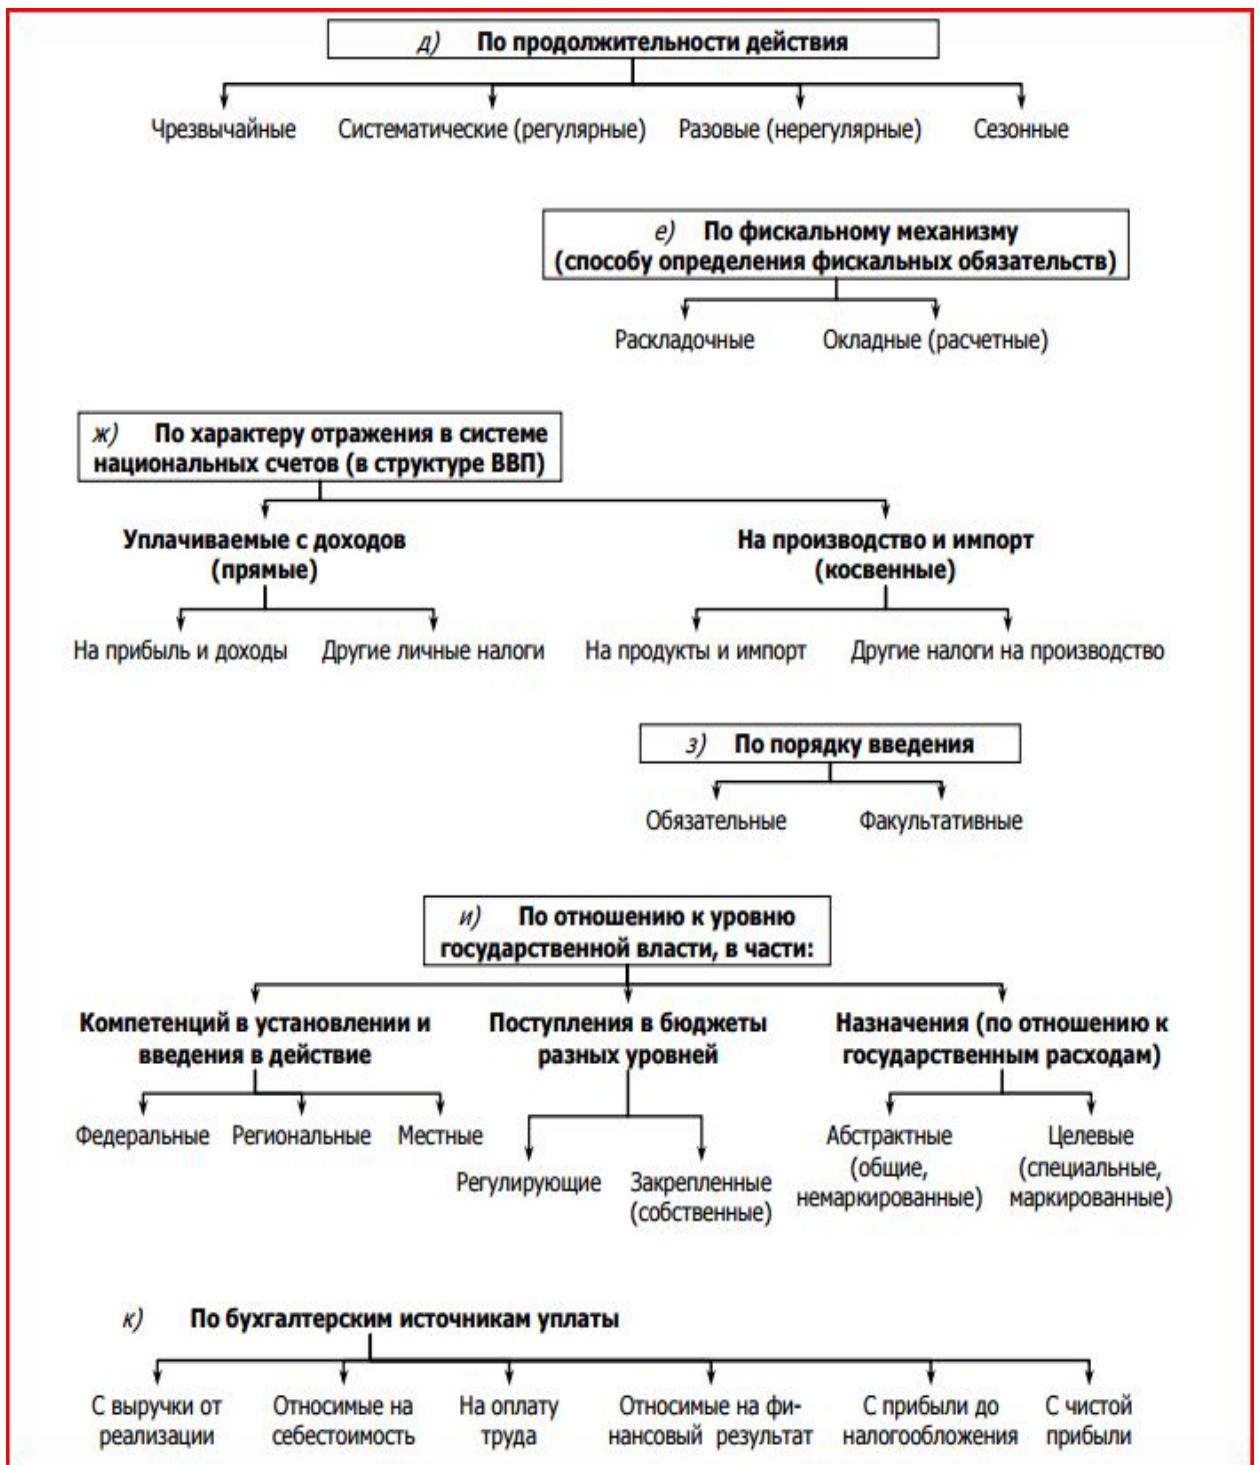 д) По продолжительности действия
Чрезвычайные Систематические (регулярные) Разовые (нерегулярные) Сезонные
е) По фискальному механизму
(способу определения фискальных обязательств)
Раскладочные Окладные (расчетные)
ж) По характеру отражения в системе
национальных счетов (в структуре ВВП)
Уплачиваемые с доходов
(прямые)
На производство и импорт
(косвенные)
На прибыль и доходы Другие личные налоги На продукты и импорт Другие налоги на производство
з) По порядку введения
Обязательные Факультативные
и) По отношению к уровню
государственной власти, в части:
Компетенций в установлении и
введения в действие
Поступления в бюджеты
разных уровней
Назначения (по отношению к
государственным расходам)
Федеральные Региональные Местные
Регулирующие
Закрепленные
(собственные)
Абстрактные
(общие,
немаркированные)
Целевые
(специальные,
маркированные)
к) По бухгалтерским источникам уплаты
С выручки от
реализации
Относимые на
себестоимость
На оплату
труда
Относимые на фи-
нансовый результат
С прибыли до
налогообложения
С чистой
прибыли